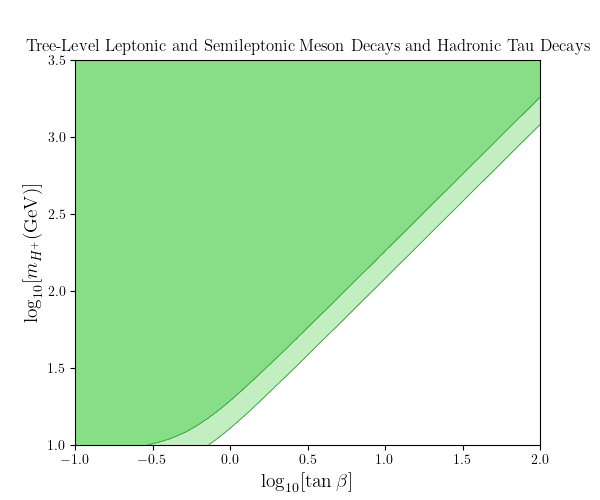 Tree-Level Leptonic and Semileptonic Meson Decays and Hadronic Tau Decays
3.5
3.0
2.5
2.0
1.5
1.0
log₁₀[m_{H⁺}(GeV)]
−1.0 −0.5 0.0 0.5 1.0 1.5 2.0
log₁₀[tan β]